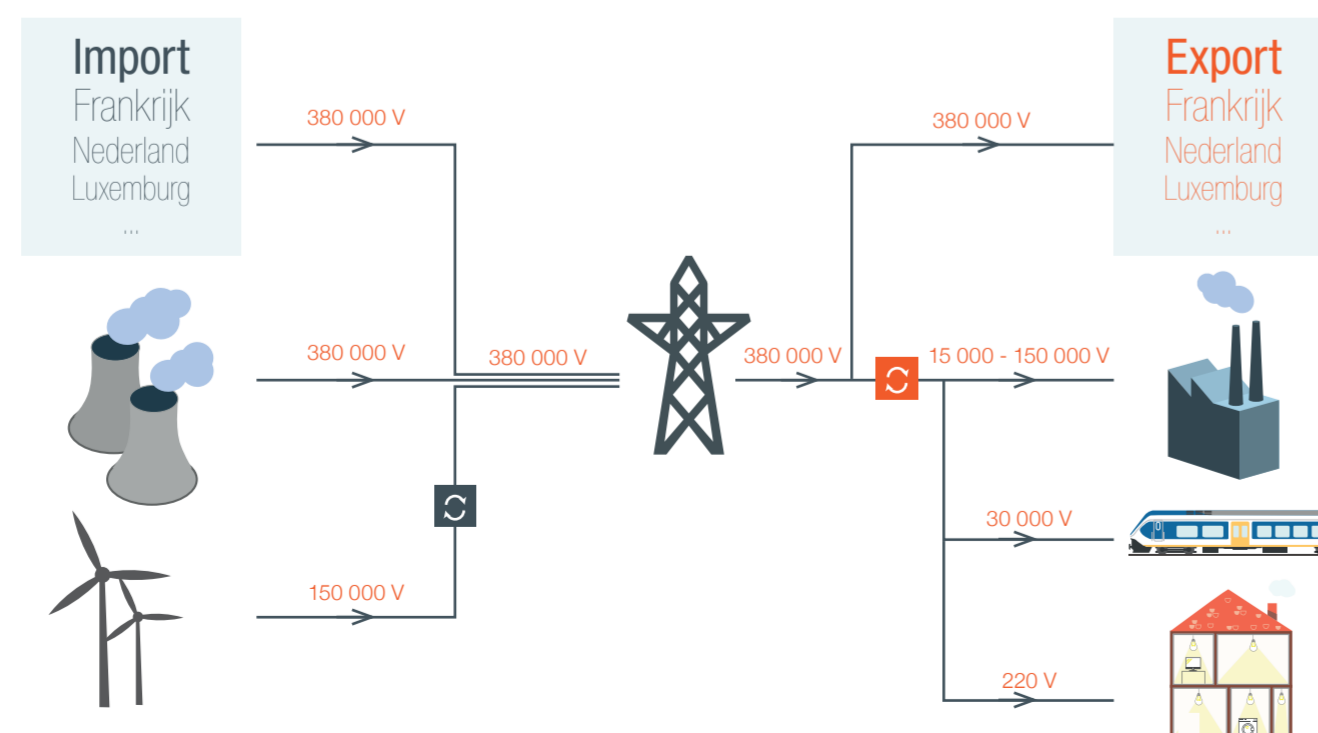 Import
Frankrijk
Nederland
Luxemburg
...
380 000 V
380 000 V
380 000 V
150 000 V
380 000 V
380 000 V
15 000 - 150 000 V
30 000 V
220 V
Export
Frankrijk
Nederland
Luxemburg
...